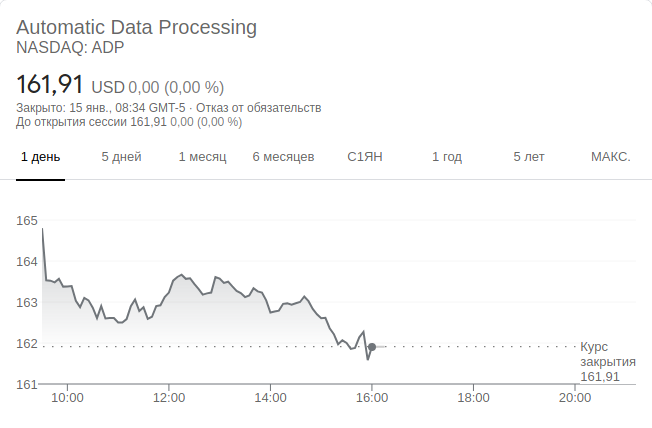 Automatic Data Processing
NASDAQ: ADP
161,91 USD 0,00 (0,00 %)
Закрыто: 15 янв., 08:34 GMT-5 · Отказ от обязательств
До открытия сессии 161,91 0,00 (0,00 %)
1 день 5 дней 1 месяц 6 месяцев С1ЯН 1 год 5 лет МАКС.
165
164
163
162
161
Курс
закрытия
161,91
10:00 12:00 14:00 16:00 18:00 20:00